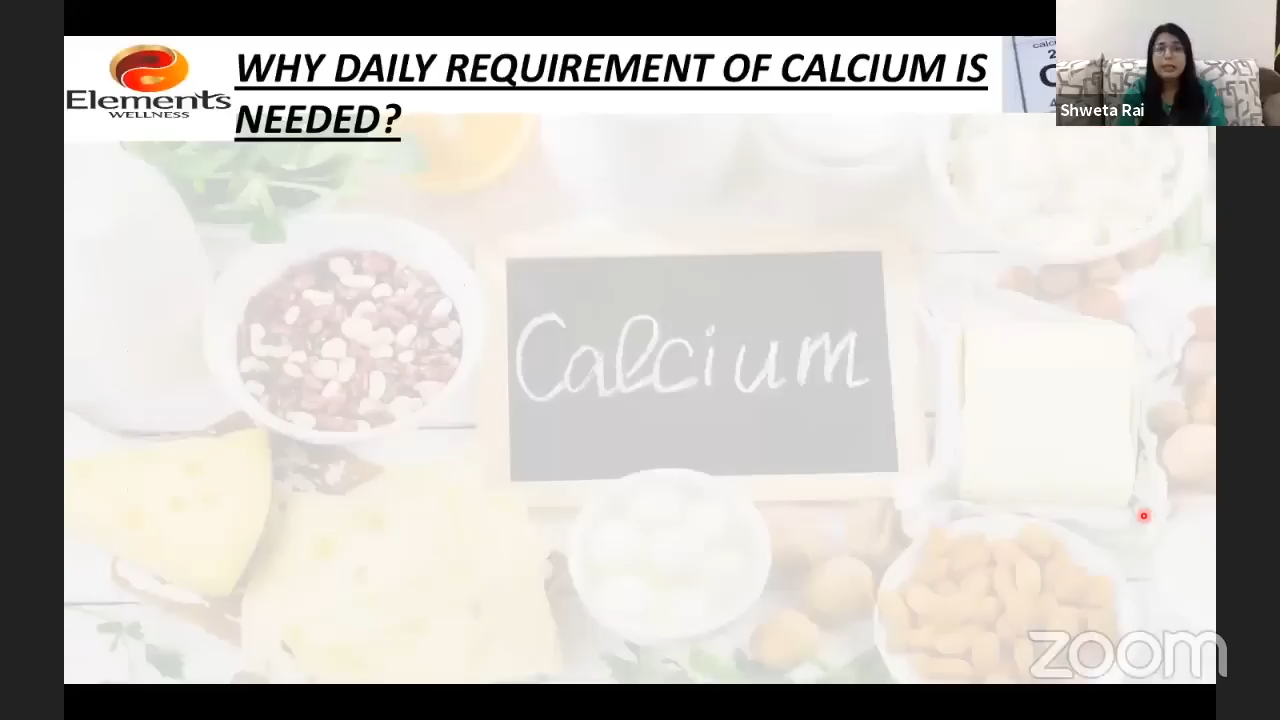 WHY DAILY REQUIREMENT OF CALCIUM IS
NEEDED?
Elements
WELLNESS
Shweta Rai
Calcium
zoom